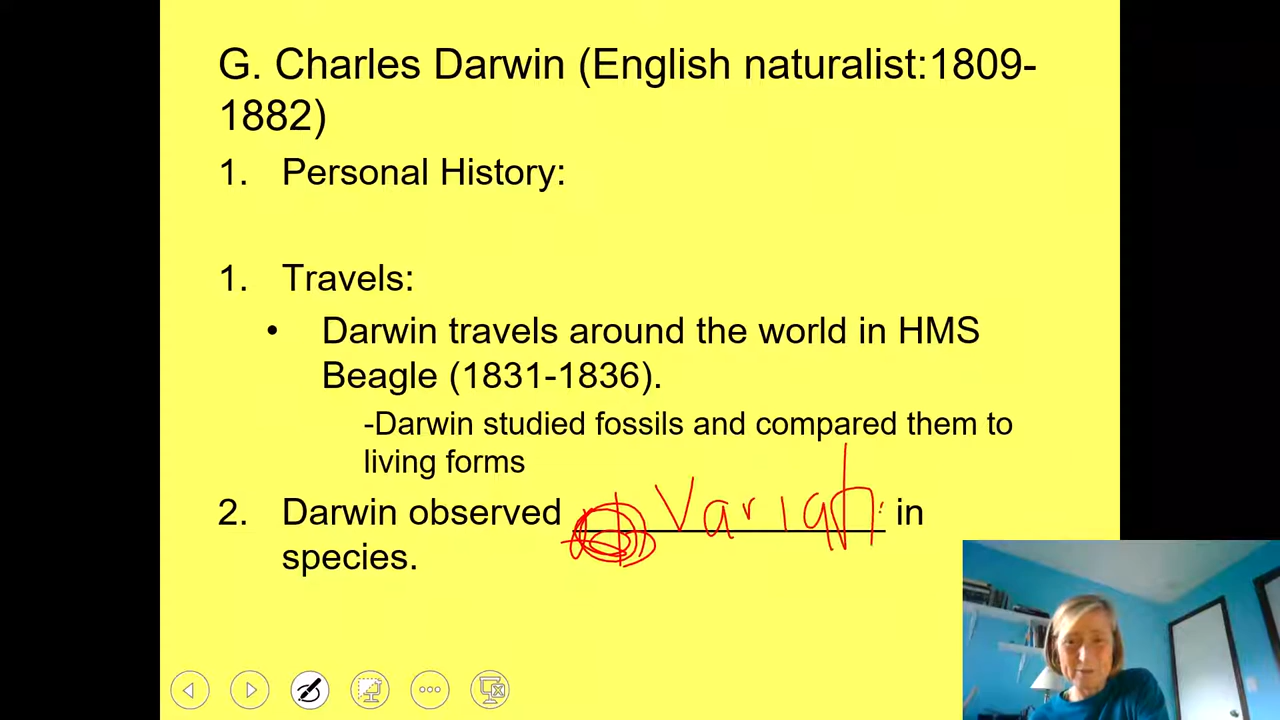 G. Charles Darwin (English naturalist:1809-
1882)
1. Personal History:
1. Travels:
• Darwin travels around the world in HMS
Beagle (1831-1836).
-Darwin studied fossils and compared them to
living forms
2. Darwin observed in
species.